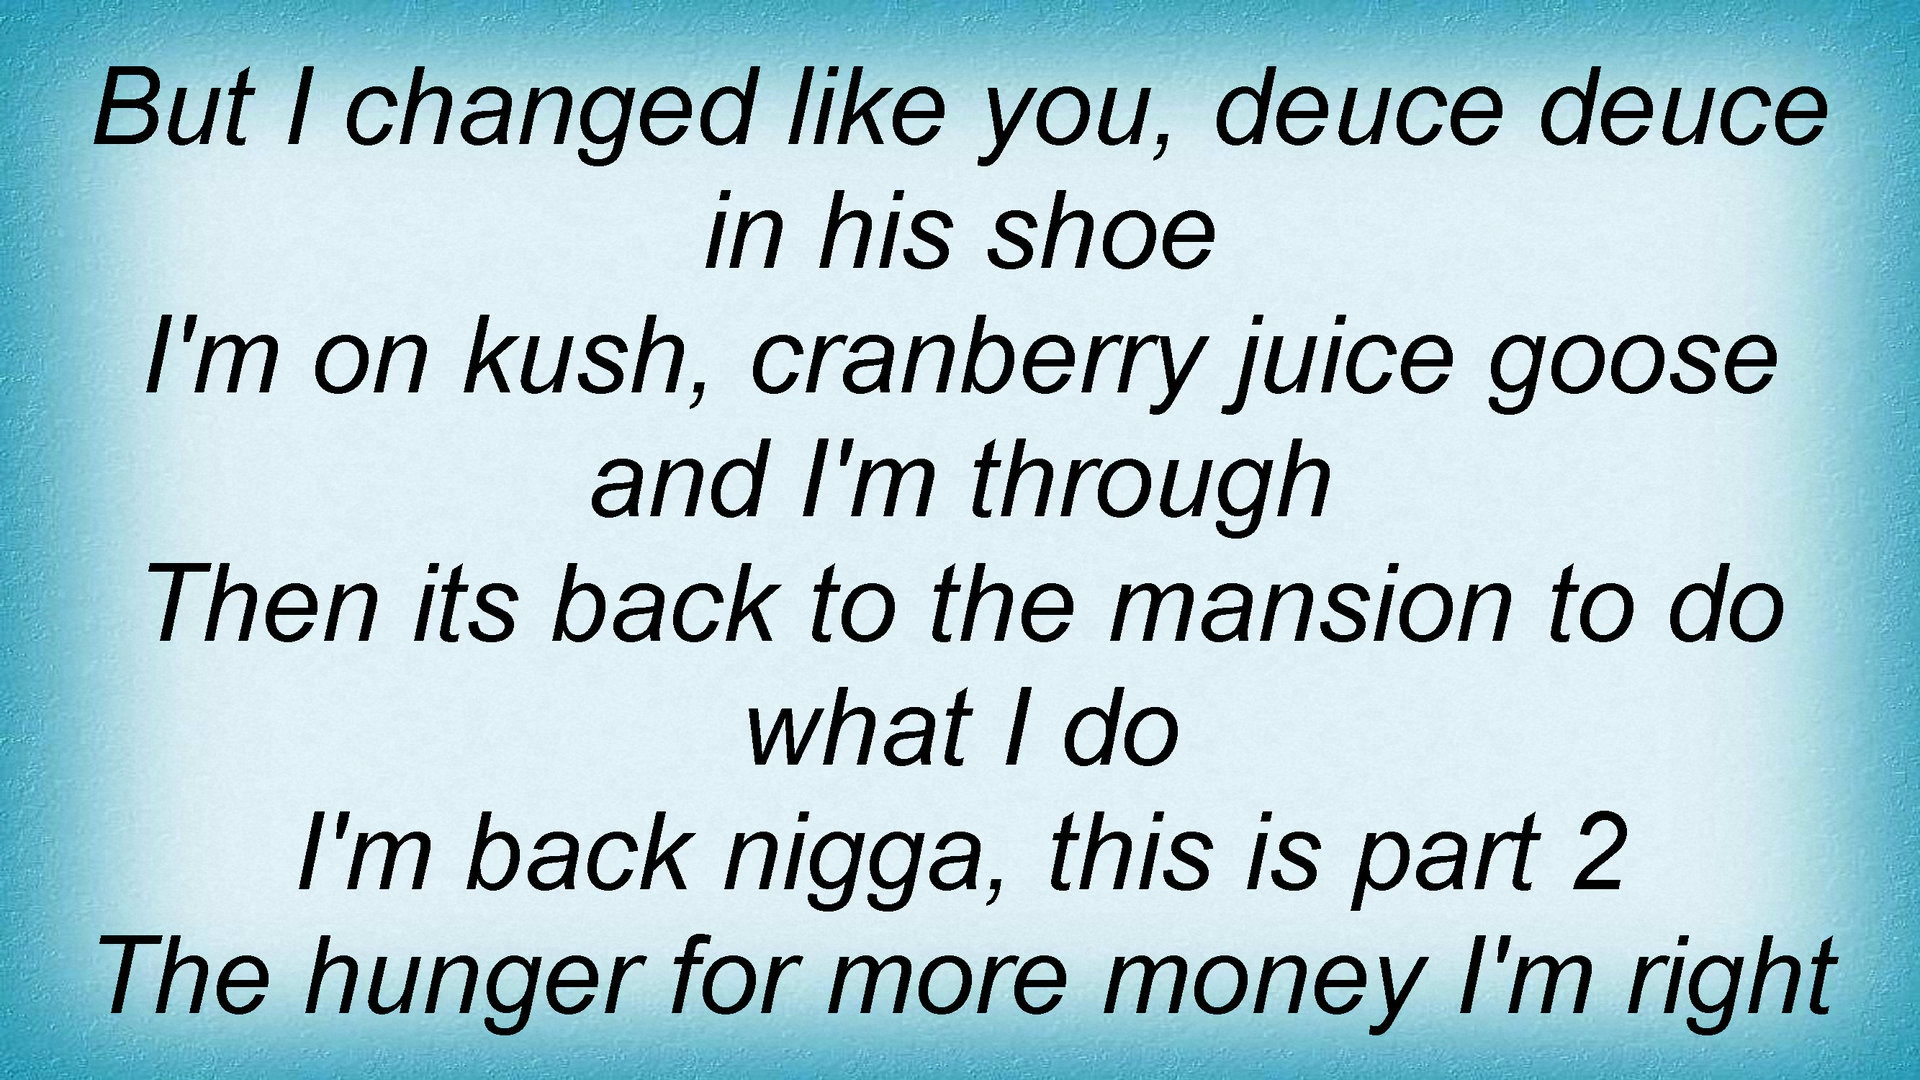 But I changed like you, deuce deuce
in his shoe
I'm on kush, cranberry juice goose
and I'm through
Then its back to the mansion to do
what I do
I'm back nigga, this is part 2
The hunger for more money I'm right